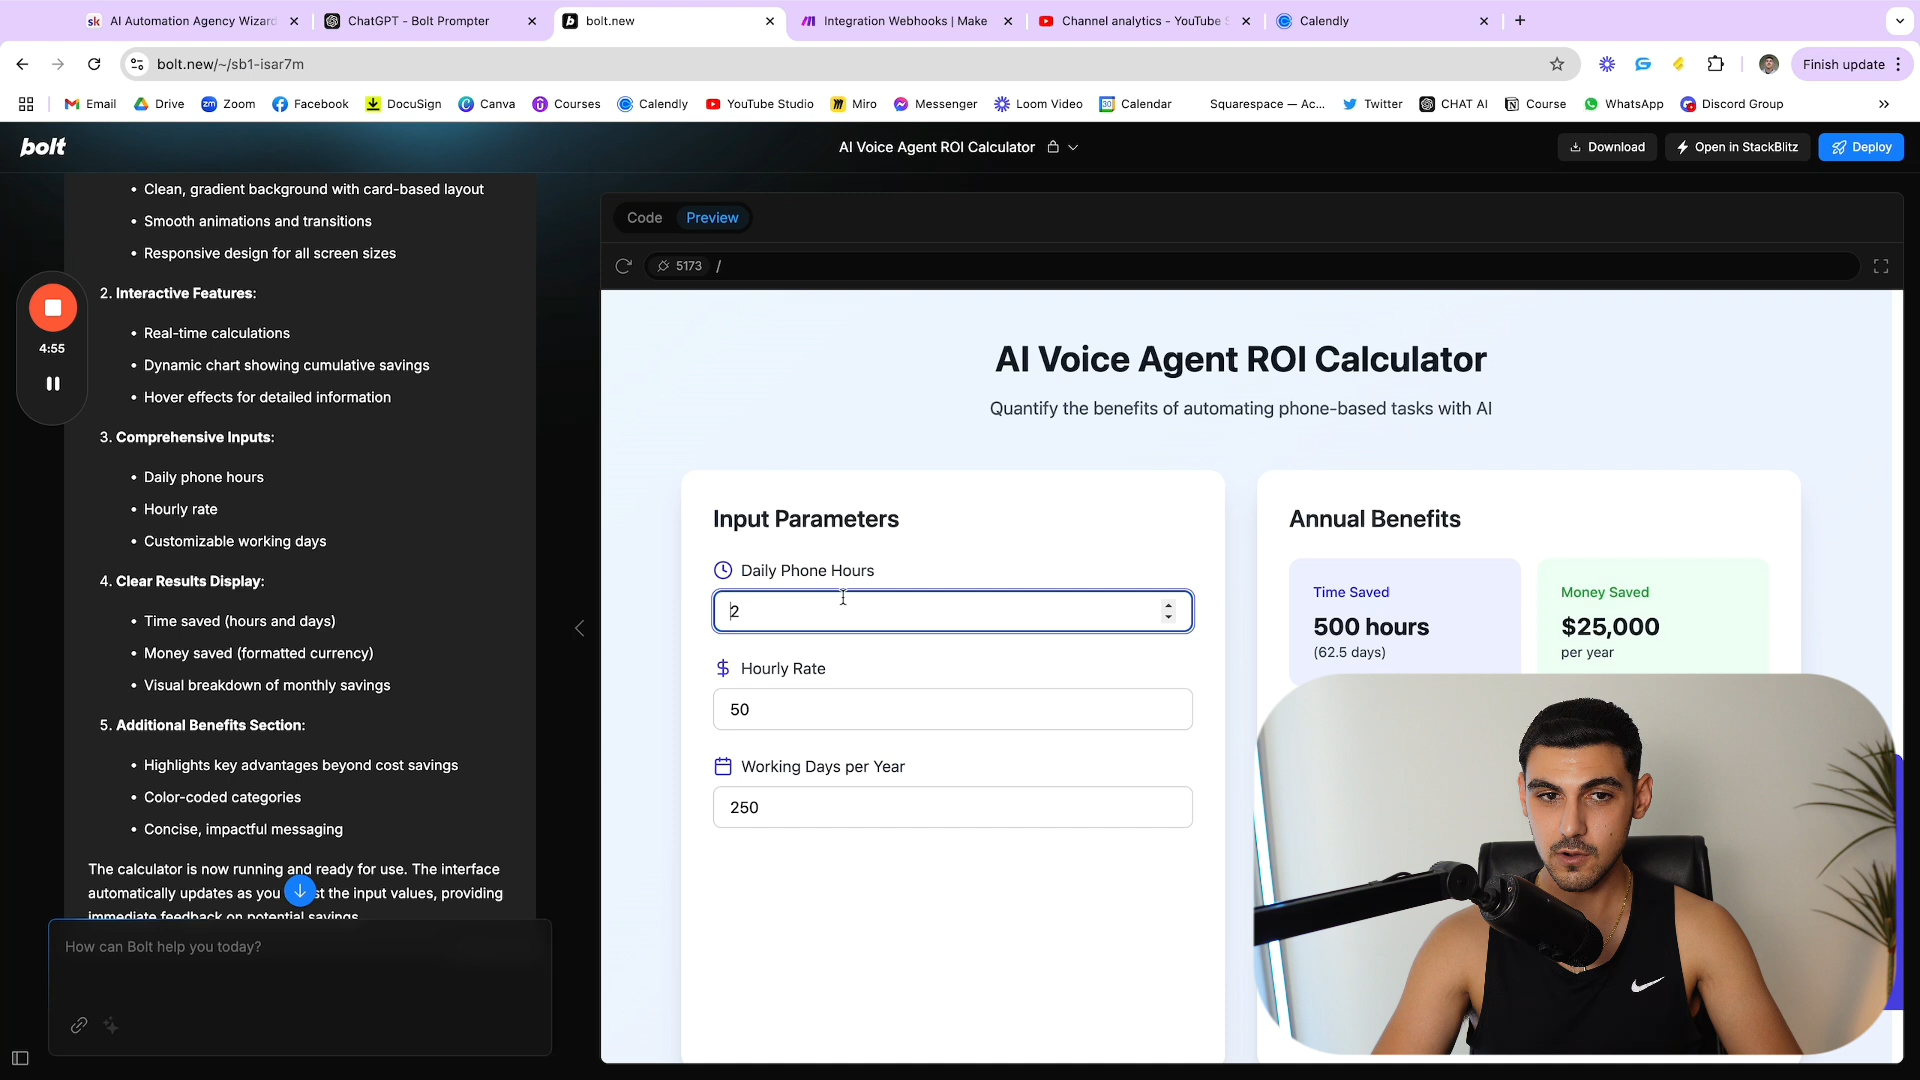 AI Automation Agency Wizard
ChatGPT - Bolt Prompter
bolt.new
Integration Webhooks | Make
Channel analytics - YouTube S
Calendly
bolt.new/~/sb1-isar7m
Finish update
Email
Drive
Zoom
Facebook
DocuSign
Canva
Courses
Calendly
YouTube Studio
Miro
Messenger
Loom Video
Calendar
Squarespace — Ac...
Twitter
CHAT AI
Course
WhatsApp
Discord Group
bolt
AI Voice Agent ROI Calculator
Download
Open in StackBlitz
Deploy
• Clean, gradient background with card-based layout
• Smooth animations and transitions
• Responsive design for all screen sizes
2. Interactive Features:
• Real-time calculations
• Dynamic chart showing cumulative savings
• Hover effects for detailed information
3. Comprehensive Inputs:
• Daily phone hours
• Hourly rate
• Customizable working days
4. Clear Results Display:
• Time saved (hours and days)
• Money saved (formatted currency)
• Visual breakdown of monthly savings
5. Additional Benefits Section:
• Highlights key advantages beyond cost savings
• Color-coded categories
• Concise, impactful messaging
The calculator is now running and ready for use. The interface
automatically updates as you st the input values, providing
immediate feedback on potential savings.
How can Bolt help you today?
4:55
Code
Preview
5173
/
AI Voice Agent ROI Calculator
Quantify the benefits of automating phone-based tasks with AI
Input Parameters
Daily Phone Hours
2
Hourly Rate
50
Working Days per Year
250
Annual Benefits
Time Saved
500 hours
(62.5 days)
Money Saved
$25,000
per year